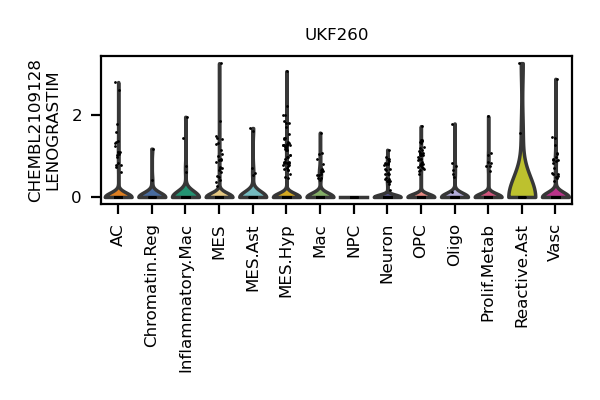 UKF260
CHEMBL2109128
LENOGRASTIM
2
0
AC
Chromatin.Reg
Inflammatory.Mac
MES
MES.Ast
MES.Hyp
Mac
NPC
Neuron
OPC
Oligo
Prolif.Metab
Reactive.Ast
Vasc